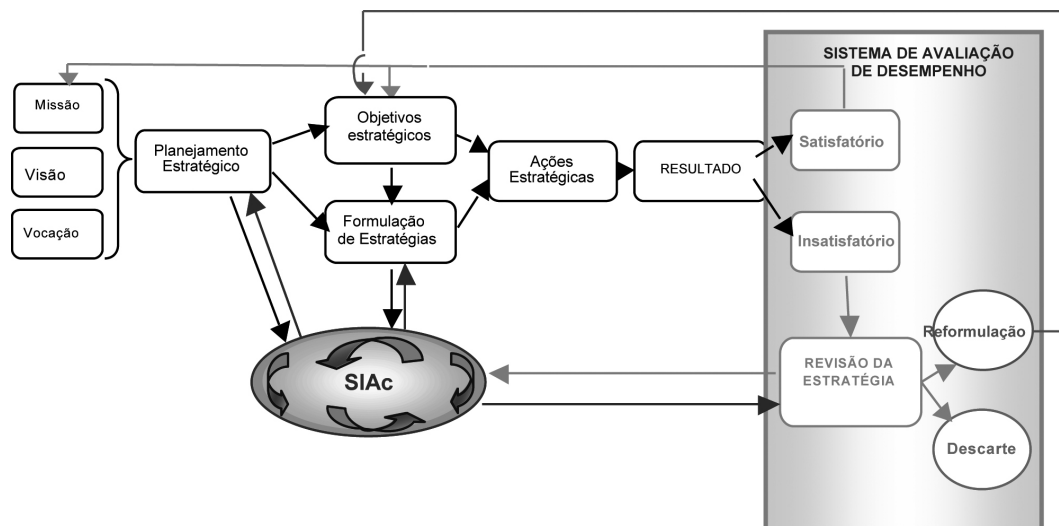 SISTEMA DE AVALIAÇÃO
DE DESEMPENHO
Missão
Visão
Vocação
Planejamento
Estratégico
Objetivos
estratégicos
Formulação
de Estratégias
Ações
Estratégicas
RESULTADO
Satisfatório
Insatisfatório
REVISÃO DA
ESTRATÉGIA
Reformulação
Descarte
SIAc